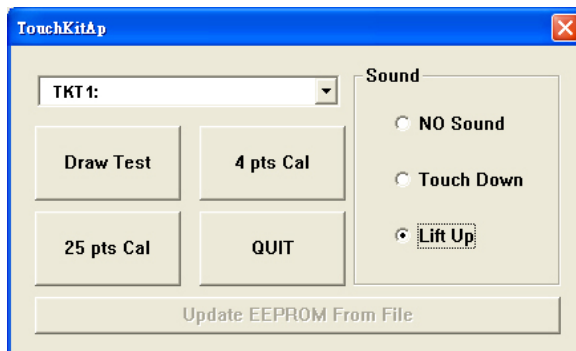 TouchKitAp
TKT1:
Draw Test
4 pts Cal
25 pts Cal
QUIT
Sound
NO Sound
Touch Down
Lift Up
Update EEPROM From File